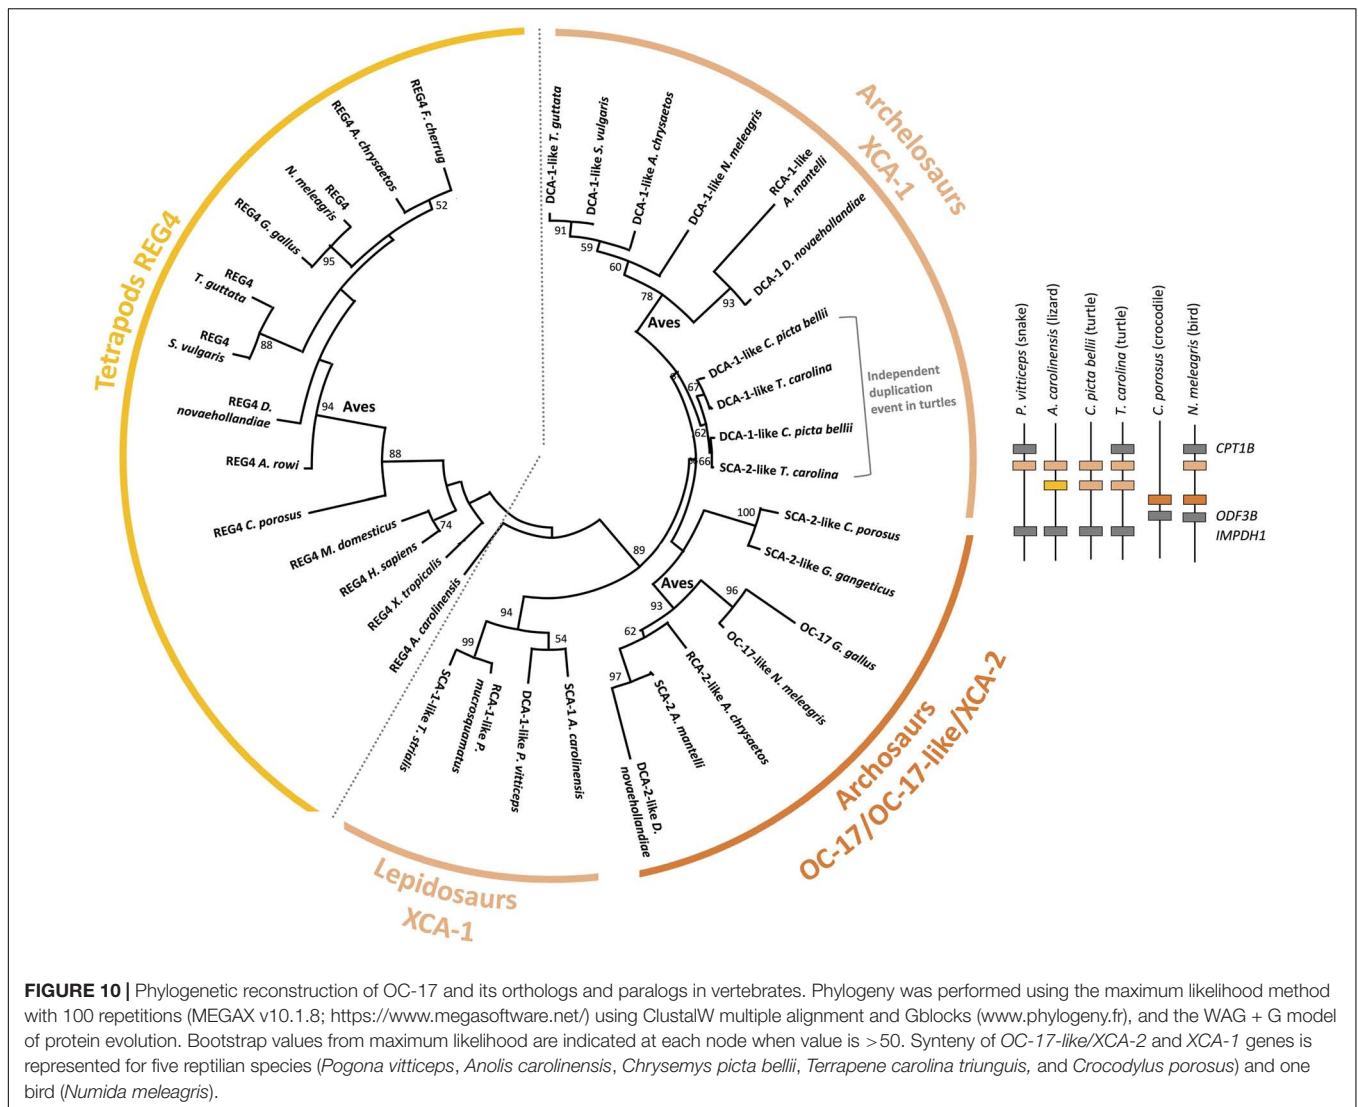 Tetrapods REG4
REG4 F. cherrug
REG4 A. chrysaetos
REG4
N. meleagris
REG4 G. gallus
REG4
T. guttata
REG4
S. vulgaris
REG4 D.
novaehollandiae
REG4 A. rowi
REG4 C. porosus
REG4 M. domesticus
REG4 H. sapiens
REG4 X. tropicalis
REG4 A. carolinensis
52
95
88
94
Aves
88
74
Archelosaurs
XCA-1
DCA-1-like T. guttata
DCA-1-like S. vulgaris
DCA-1-like A. chrysaetos
DCA-1-like N. meleagris
RCA-1-like
A. mantelli
DCA-1 D. novaehollandiae
91
59
60
78
93
Aves
DCA-1-like C. picta bellii
DCA-1-like T. carolina
DCA-1-like C. picta bellii
SCA-2-like T. carolina
67
62
66
Independent
duplication
event in turtles
SCA-2-like C. porosus
SCA-2-like G. gangeticus
OC-17 G. gallus
OC-17-like N. meleagris
RCA-2-like A. chrysaetos
SCA-2 A. mantelli
DCA-2-like D.
novaehollandiae
100
Aves
96
93
62
97
89
Archosaurs
OC-17/OC-17-like/XCA-2
SCA-1 A. carolinensis
DCA-1-like P. vitticeps
RCA-1-like P.
mucrosquamatus
SCA-1-like T. strialis
94
99
54
Lepidosaurs
XCA-1
P. vitticeps (snake)
A. carolinensis (lizard)
C. picta bellii (turtle)
T. carolina (turtle)
C. porosus (crocodile)
N. meleagris (bird)
CPT1B
ODF3B
IMPDH1
FIGURE 10 | Phylogenetic reconstruction of OC-17 and its orthologs and paralogs in vertebrates. Phylogeny was performed using the maximum likelihood method
with 100 repetitions (MEGAX v10.1.8; https://www.megasoftware.net/) using ClustalW multiple alignment and Gblocks (www.phylogeny.fr), and the WAG + G model
of protein evolution. Bootstrap values from maximum likelihood are indicated at each node when value is >50. Synteny of OC-17-like/XCA-2 and XCA-1 genes is
represented for five reptilian species (Pogona vitticeps, Anolis carolinensis, Chrysemys picta bellii, Terrapene carolina triunguis, and Crocodylus porosus) and one
bird (Numida meleagris).